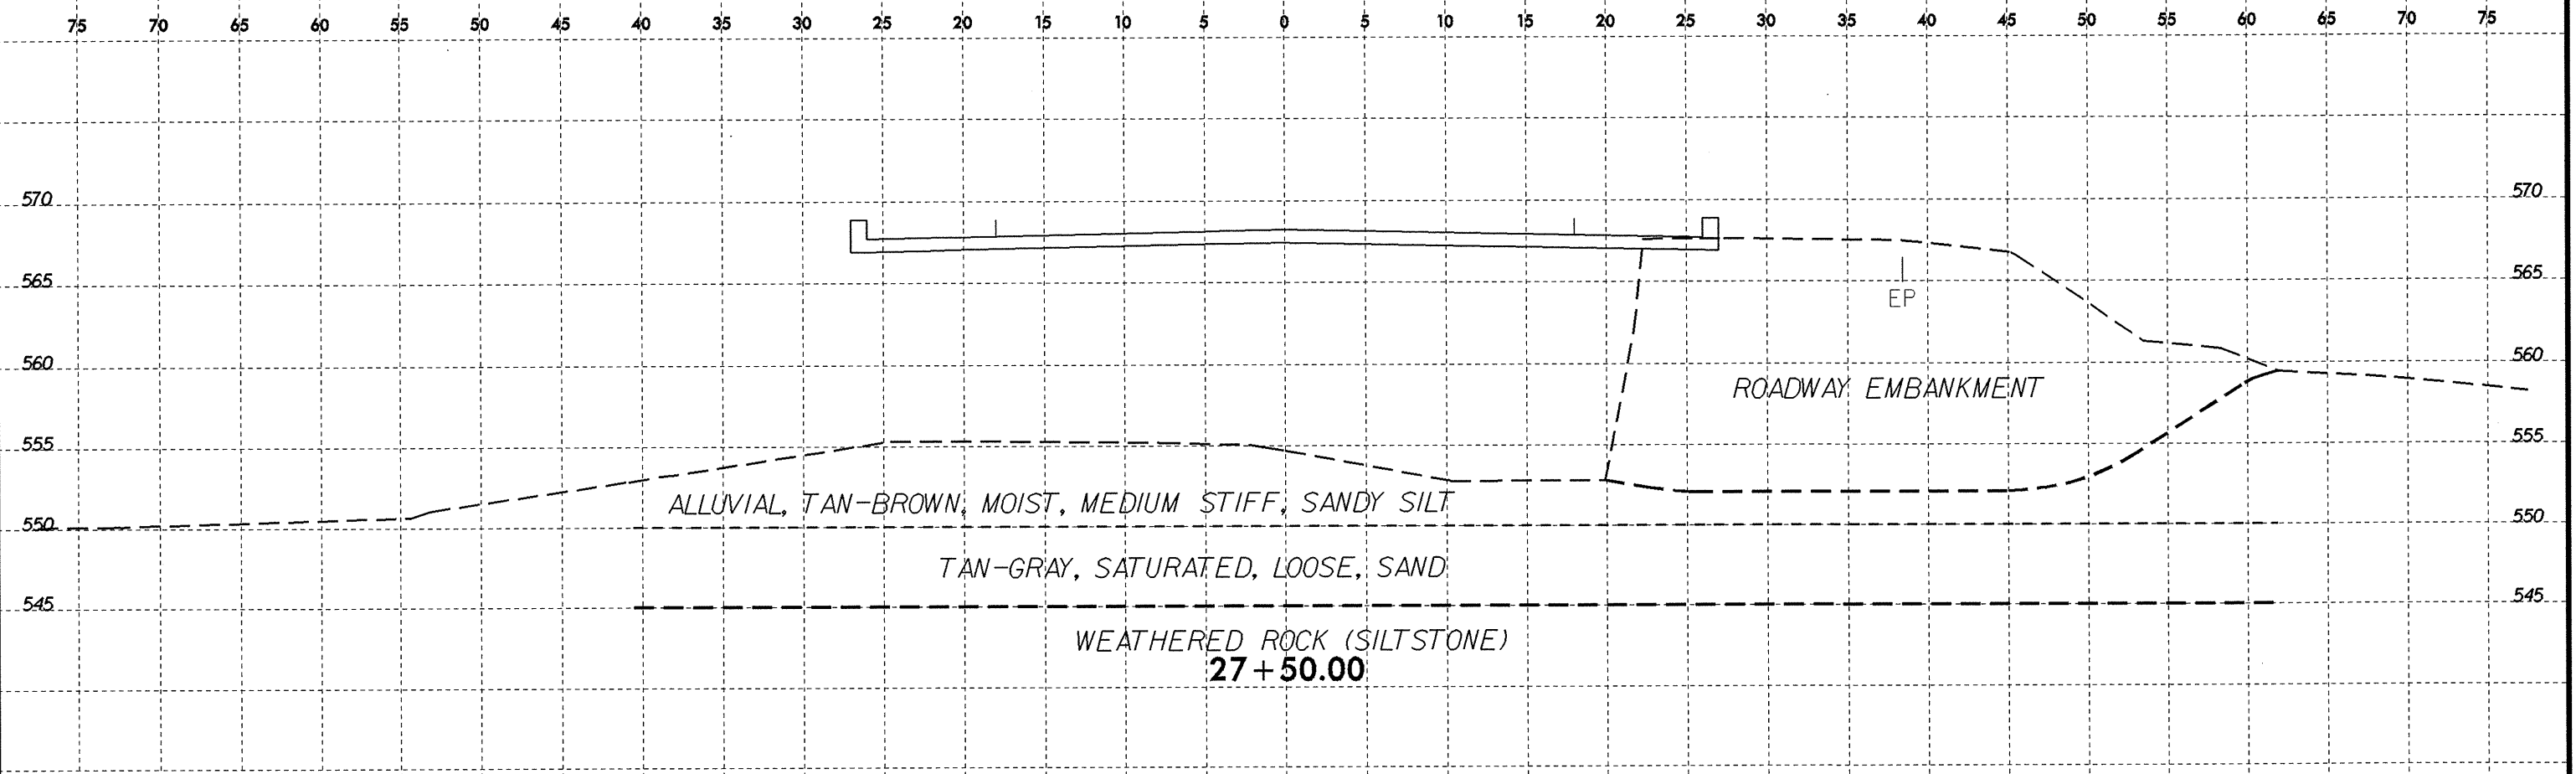 75 70 65 60 55 50 45 40 35 30 25 20 15 10 5 0 5 10 15 20 25 30 35 40 45 50 55 60 65 70 75
570 570
565 EP 565
560 560
ROADWAY EMBANKMENT
555 555
ALLUVIAL, TAN-BROWN, MOIST, MEDIUM STIFF, SANDY SILT
550 550
TAN-GRAY, SATURATED, LOOSE, SAND
545 545
WEATHERED ROCK (SILTSTONE)
27+50.00